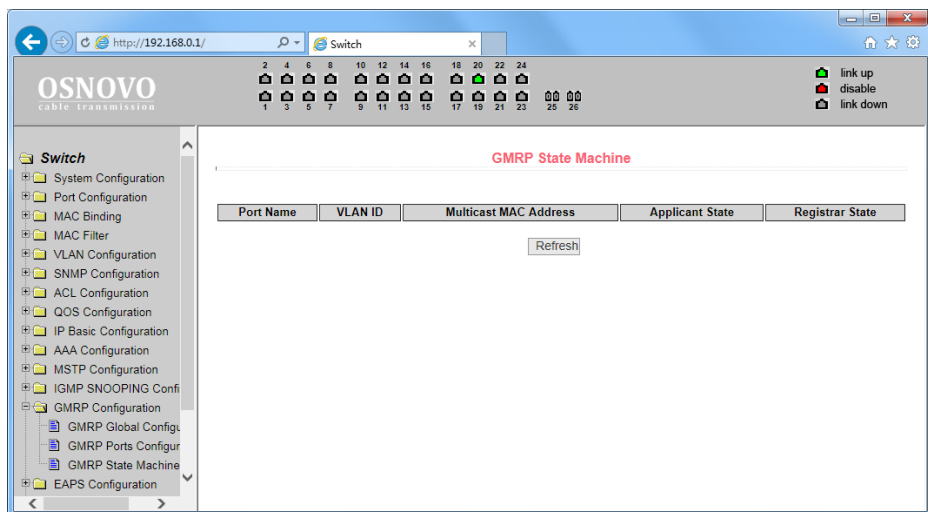 http://192.168.0.1/
Switch
2 4 6 8 10 12 14 16 18 20 22 24
1 3 5 7 9 11 13 15 17 19 21 23 25 26
OSNOVO
cable transmission
link up
disable
link down
Switch
System Configuration
Port Configuration
MAC Binding
MAC Filter
VLAN Configuration
SNMP Configuration
ACL Configuration
QOS Configuration
IP Basic Configuration
AAA Configuration
MSTP Configuration
IGMP SNOOPING Confi
GMRP Configuration
GMRP Global Configu
GMRP Ports Configur
GMRP State Machine
EAPS Configuration
GMRP State Machine
Port Name VLAN ID Multicast MAC Address Applicant State Registrar State
Refresh